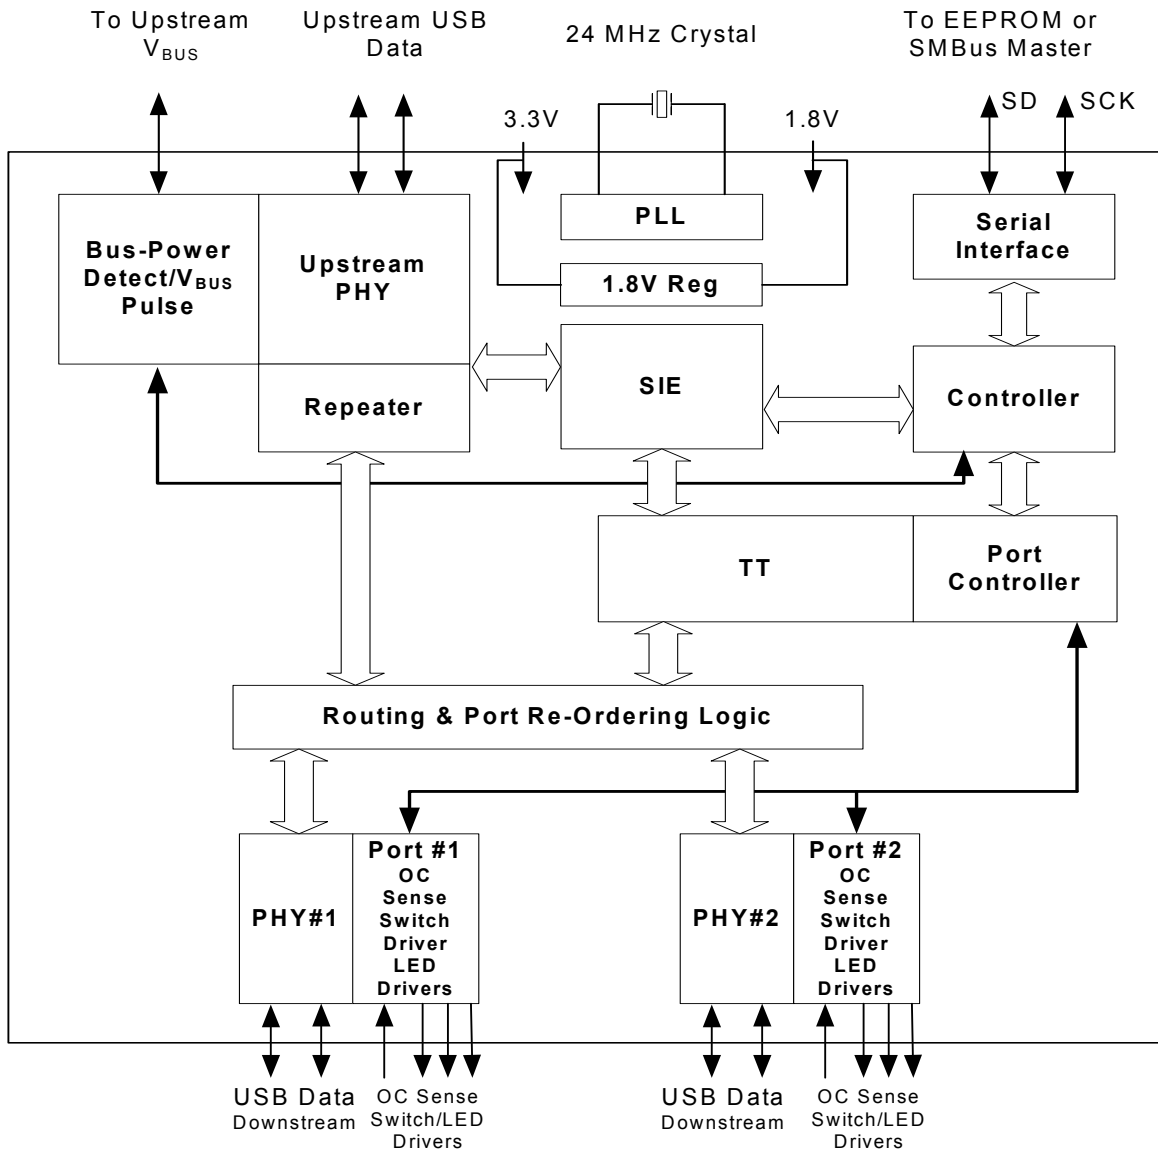 To Upstream
VBUS
Upstream USB
Data
24 MHz Crystal
To EEPROM or
SMBus Master
3.3V
1.8V
SD
SCK
Bus-Power
Detect/VBUS
Pulse
Upstream
PHY
PLL
1.8V Reg
Serial
Interface
Repeater
SIE
Controller
TT
Port
Controller
Routing & Port Re-Ordering Logic
PHY#1
Port #1
OC
Sense
Switch
Driver
LED
Drivers
PHY#2
Port #2
OC
Sense
Switch
Driver
LED
Drivers
USB Data
Downstream
OC Sense
Switch/LED
Drivers
USB Data
Downstream
OC Sense
Switch/LED
Drivers